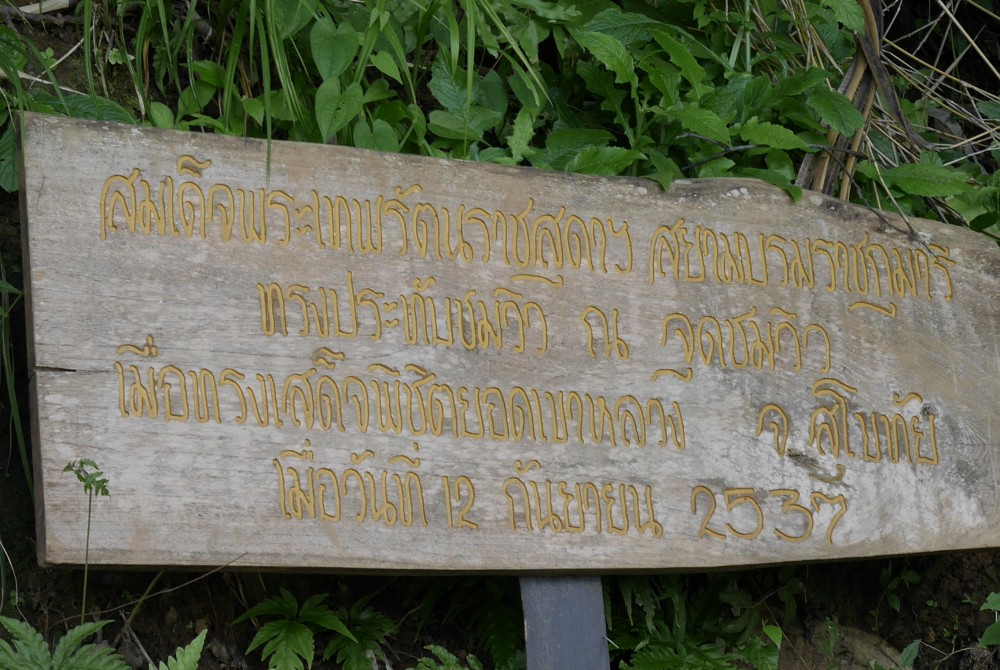 สมเด็จพระเทพรัตนราชสุดาฯ สยามบรมราชกุมารี
ทรงประทับชมวิว ณ จุดชมวิว
เมื่อทรงเสด็จพิชิตยอดเขาหลวง จ.สุโขทัย
เมื่อวันที่ ๑๒ กันยายน 2537